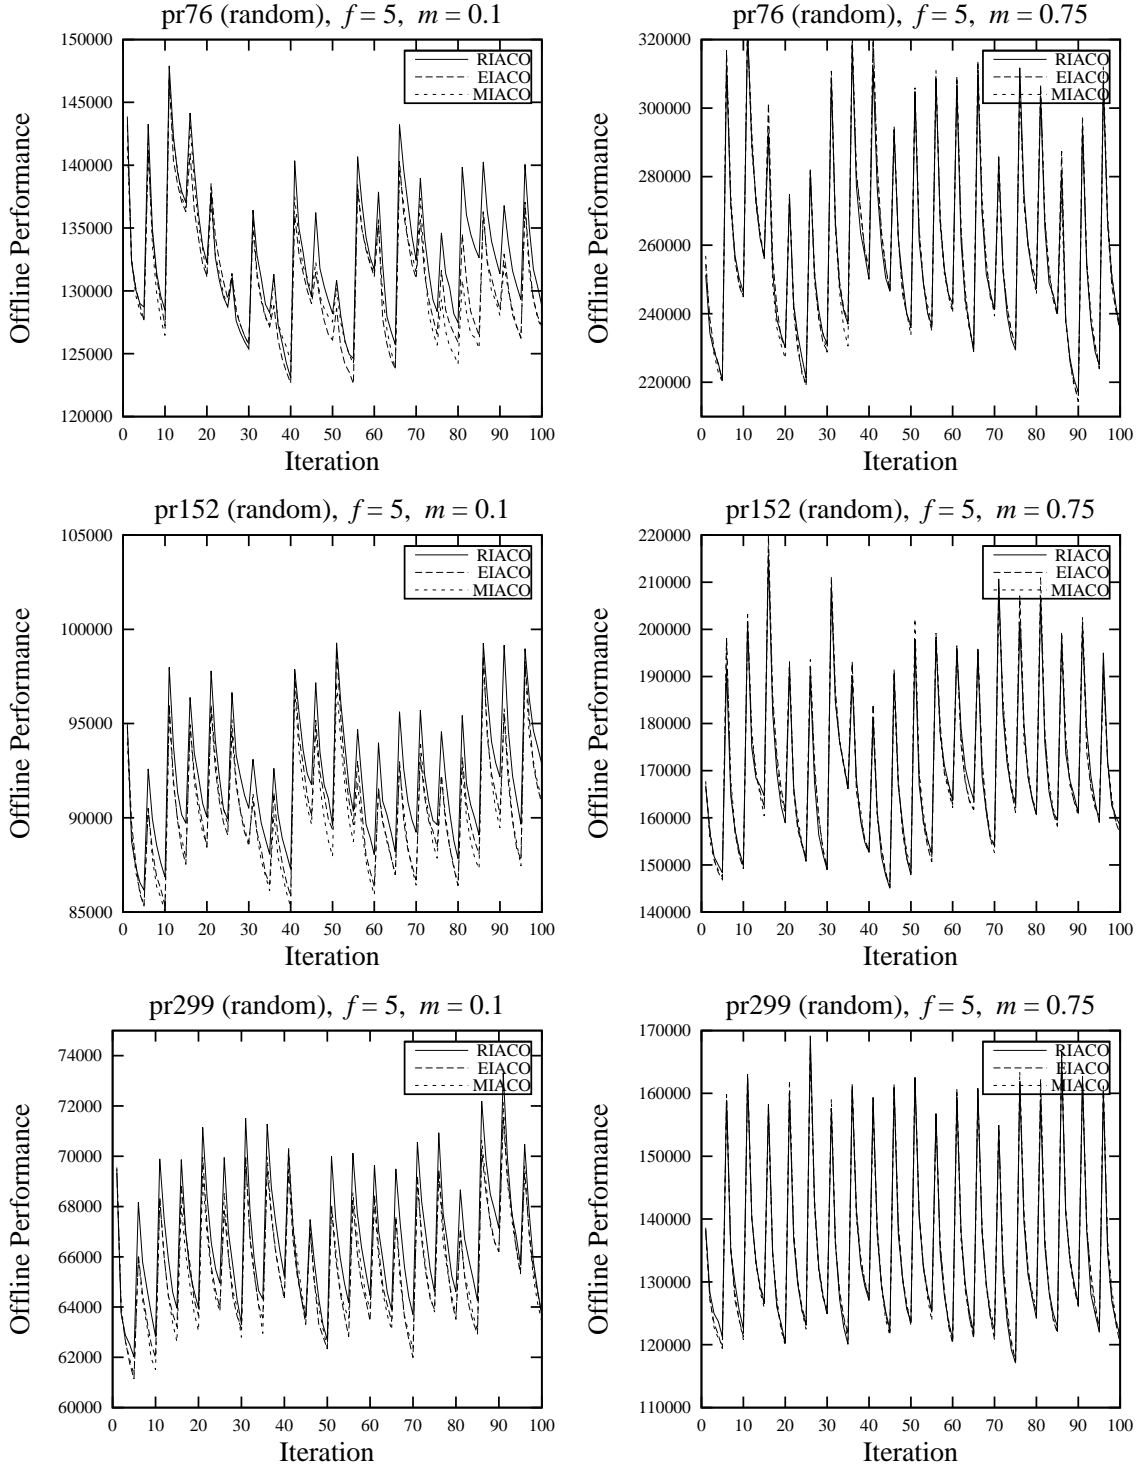 pr76 (random), f = 5, m = 0.1
150000
145000
140000
135000
130000
125000
120000
Offline Performance
RIACO
EIACO
MIACO
0 10 20 30 40 50 60 70 80 90 100
Iteration
pr76 (random), f = 5, m = 0.75
320000
300000
280000
260000
240000
220000
Offline Performance
RIACO
EIACO
MIACO
0 10 20 30 40 50 60 70 80 90 100
Iteration
pr152 (random), f = 5, m = 0.1
105000
100000
95000
90000
85000
Offline Performance
RIACO
EIACO
MIACO
0 10 20 30 40 50 60 70 80 90 100
Iteration
pr152 (random), f = 5, m = 0.75
220000
210000
200000
190000
180000
170000
160000
150000
140000
Offline Performance
RIACO
EIACO
MIACO
0 10 20 30 40 50 60 70 80 90 100
Iteration
pr299 (random), f = 5, m = 0.1
74000
72000
70000
68000
66000
64000
62000
60000
Offline Performance
RIACO
EIACO
MIACO
0 10 20 30 40 50 60 70 80 90 100
Iteration
pr299 (random), f = 5, m = 0.75
170000
160000
150000
140000
130000
120000
110000
Offline Performance
RIACO
EIACO
MIACO
0 10 20 30 40 50 60 70 80 90 100
Iteration